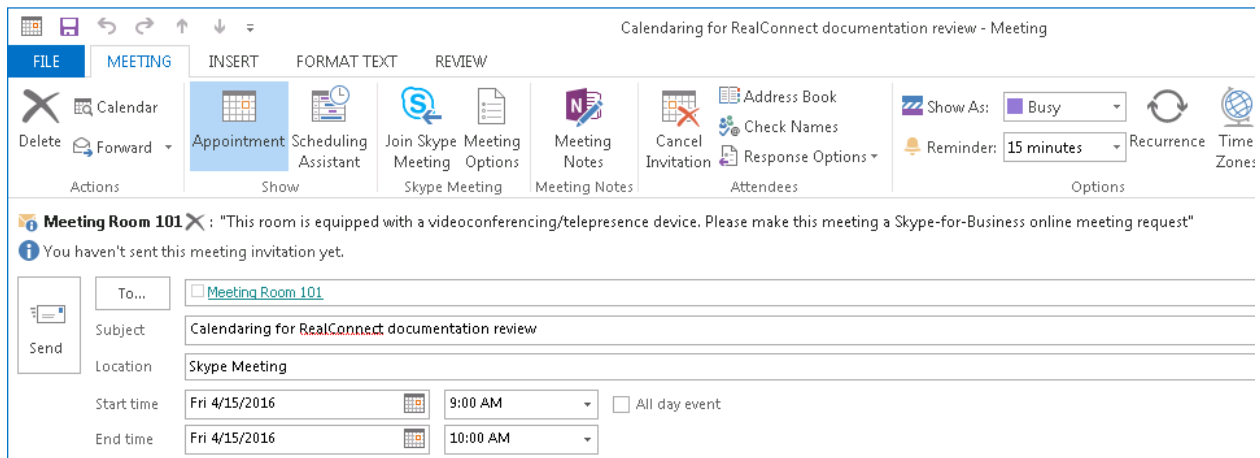 Calendaring for RealConnect documentation review - Meeting
FILE MEETING INSERT FORMAT TEXT REVIEW
Delete
Calendar
Forward
Actions
Appointment
Scheduling Assistant
Show
Join Skype Meeting
Meeting Options
Skype Meeting
Meeting Notes
Meeting Notes
Cancel Invitation
Address Book
Check Names
Response Options
Attendees
Show As: Busy
Reminder: 15 minutes
Recurrence
Time Zones
Options
Meeting Room 101 : "This room is equipped with a videoconferencing/telepresence device. Please make this meeting a Skype-for-Business online meeting request"
You haven't sent this meeting invitation yet.
Send
To... Meeting Room 101
Subject Calendaring for RealConnect documentation review
Location Skype Meeting
Start time Fri 4/15/2016 9:00 AM All day event
End time Fri 4/15/2016 10:00 AM